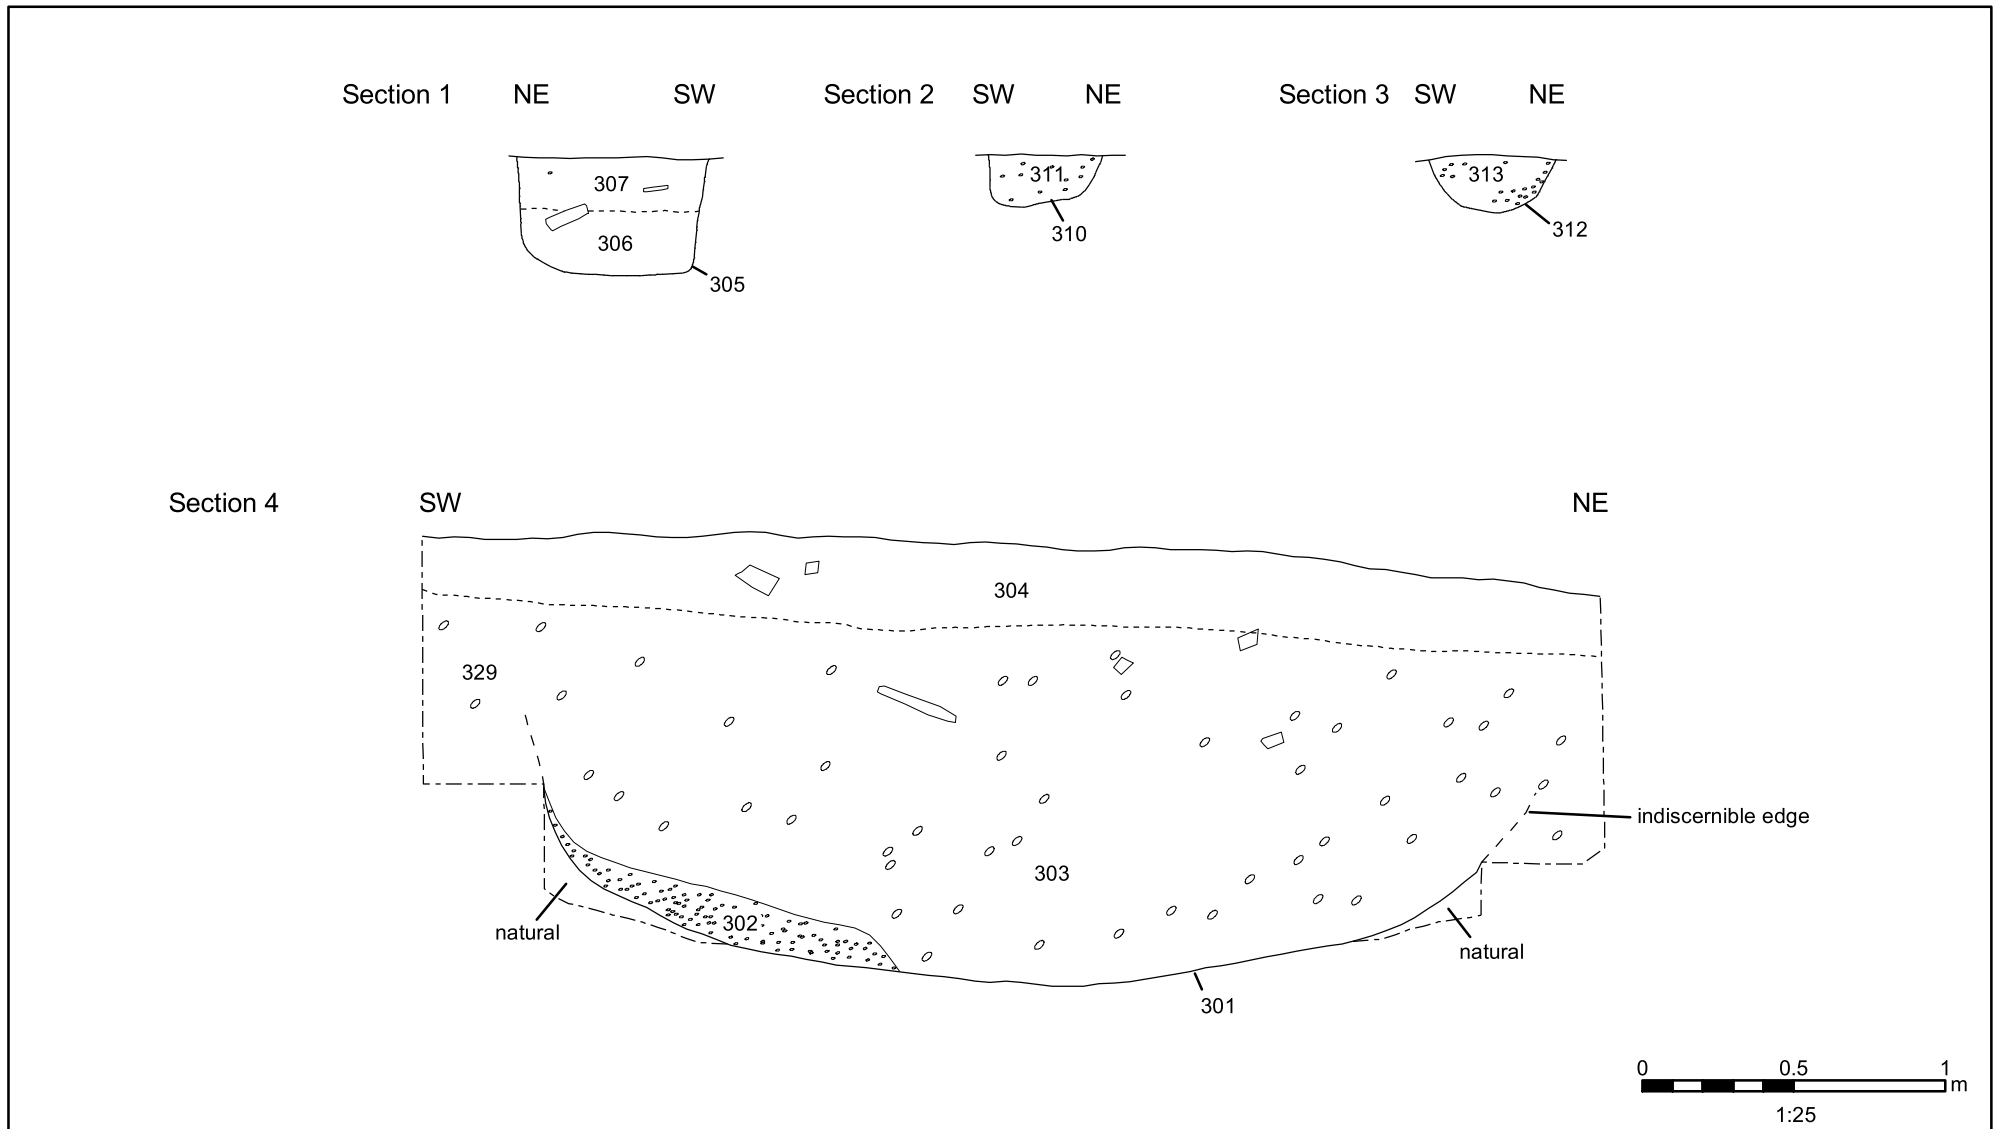 Section 1 NE SW Section 2 SW NE Section 3 SW NE
307 311 313
306 310 312
305
Section 4 SW NE
304
329
indiscernible edge
303
302
natural natural
301
0 0.5 1
m
1:25